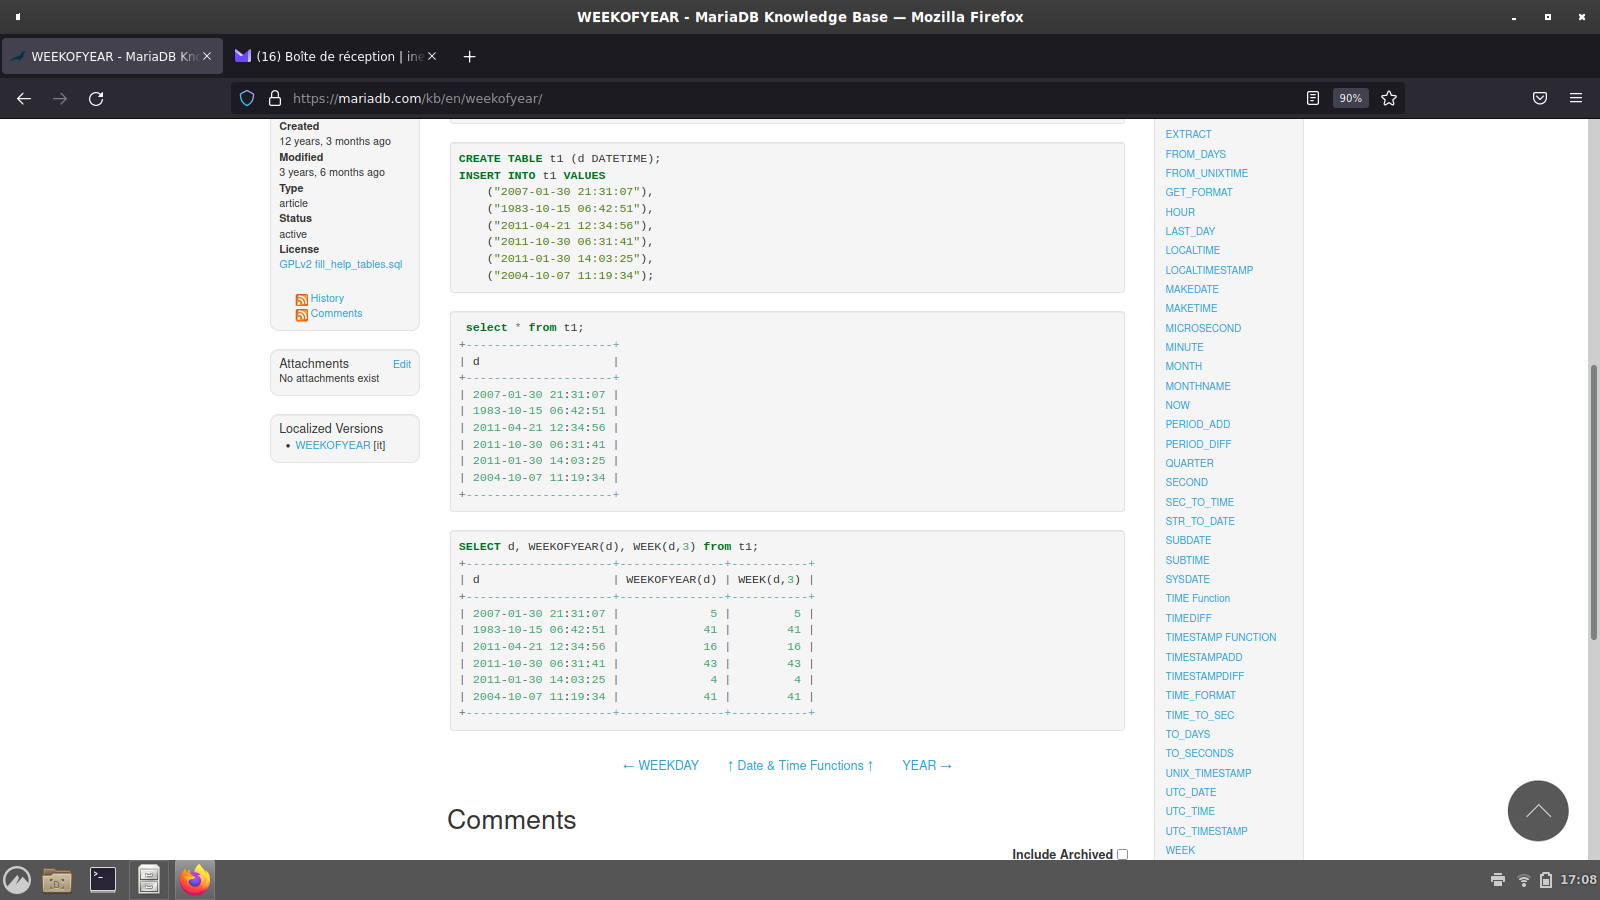 WEEKOFYEAR - MariaDB Knowledge Base — Mozilla Firefox
WEEKOFYEAR - MariaDB Kn
(16) Boîte de réception | ine
https://mariadb.com/kb/en/weekofyear/
90%
Created
12 years, 3 months ago
Modified
3 years, 6 months ago
Type
article
Status
active
License
GPLv2 fill_help_tables.sql
History
Comments
Attachments Edit
No attachments exist
Localized Versions
• WEEKOFYEAR [it]
CREATE TABLE t1 (d DATETIME);
INSERT INTO t1 VALUES
    ("2007-01-30 21:31:07"),
    ("1983-10-15 06:42:51"),
    ("2011-04-21 12:34:56"),
    ("2011-10-30 06:31:41"),
    ("2011-01-30 14:03:25"),
    ("2004-10-07 11:19:34");
 select * from t1;
+---------------------+
| d                   |
+---------------------+
| 2007-01-30 21:31:07 |
| 1983-10-15 06:42:51 |
| 2011-04-21 12:34:56 |
| 2011-10-30 06:31:41 |
| 2011-01-30 14:03:25 |
| 2004-10-07 11:19:34 |
+---------------------+
SELECT d, WEEKOFYEAR(d), WEEK(d,3) from t1;
+---------------------+---------------+-----------+
| d                   | WEEKOFYEAR(d) | WEEK(d,3) |
+---------------------+---------------+-----------+
| 2007-01-30 21:31:07 |             5 |         5 |
| 1983-10-15 06:42:51 |            41 |        41 |
| 2011-04-21 12:34:56 |            16 |        16 |
| 2011-10-30 06:31:41 |            43 |        43 |
| 2011-01-30 14:03:25 |             4 |         4 |
| 2004-10-07 11:19:34 |            41 |        41 |
+---------------------+---------------+-----------+
← WEEKDAY ↑ Date & Time Functions ↑ YEAR →
Comments
Include Archived
EXTRACT
FROM_DAYS
FROM_UNIXTIME
GET_FORMAT
HOUR
LAST_DAY
LOCALTIME
LOCALTIMESTAMP
MAKEDATE
MAKETIME
MICROSECOND
MINUTE
MONTH
MONTHNAME
NOW
PERIOD_ADD
PERIOD_DIFF
QUARTER
SECOND
SEC_TO_TIME
STR_TO_DATE
SUBDATE
SUBTIME
SYSDATE
TIME Function
TIMEDIFF
TIMESTAMP FUNCTION
TIMESTAMPADD
TIMESTAMPDIFF
TIME_FORMAT
TIME_TO_SEC
TO_DAYS
TO_SECONDS
UNIX_TIMESTAMP
UTC_DATE
UTC_TIME
UTC_TIMESTAMP
WEEK
17:08